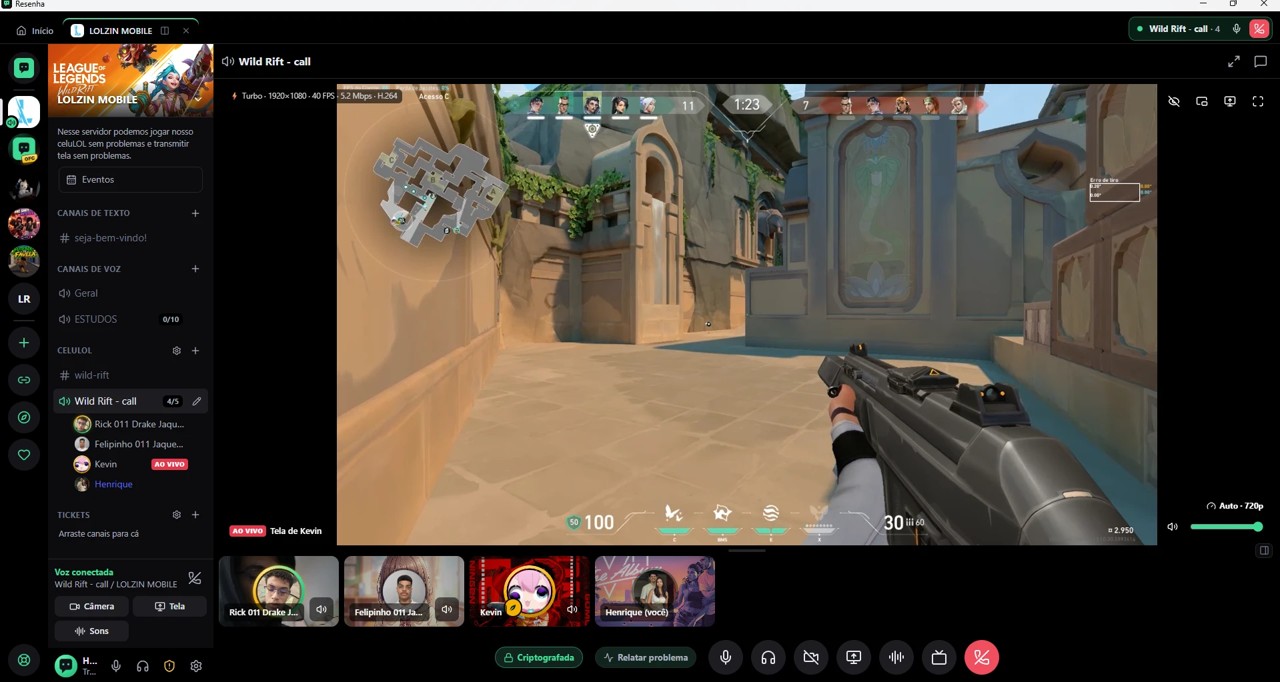 Resenha
Início
LOLZIN MOBILE
Wild Rift - call · 4
LEAGUE OF
LEGENDS
WILD RIFT
LOLZIN MOBILE
Wild Rift - call
Turbo · 1920×1080 · 40 FPS · 5.2 Mbps · H.264
Acesso C
11
1:23
7
Nesse servidor podemos jogar nosso
celuLOL sem problemas e transmitir
tela sem problemas.
Eventos
Erro de tiro
CANAIS DE TEXTO
# seja-bem-vindo!
CANAIS DE VOZ
Geral
ESTUDOS
0/10
LR
CELULOL
# wild-rift
Wild Rift - call
4/5
Rick 011 Drake Jaqu...
Felipinho 011 Jaque...
Kevin
AO VIVO
Henrique
TICKETS
Arraste canais para cá
50 100
30 60
2.950
Auto · 720p
AO VIVO
Tela de Kevin
Voz conectada
Wild Rift - call / LOLZIN MOBILE
Câmera
Tela
Sons
Rick 011 Drake J...
Felipinho 011 Ja...
Kevin
Henrique (você)
H...
Tr...
Criptografada
Relatar problema